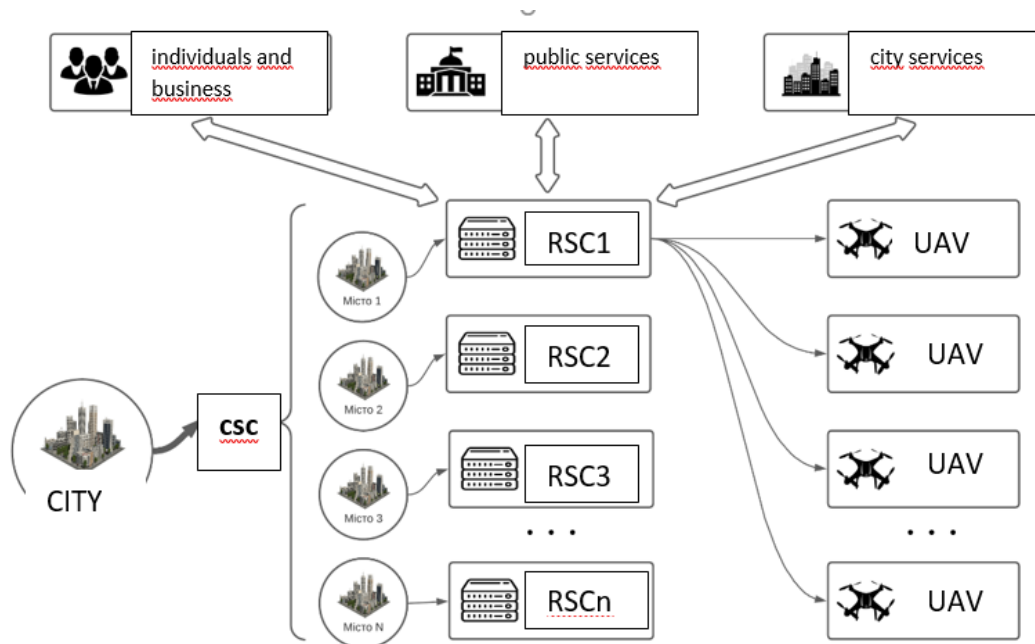 individuals and
business
public services
city services
RSC1
UAV
Місто 1
RSC2
UAV
Місто 2
csc
RSC3
UAV
CITY
Місто 3
. . .
. . .
RSCn
UAV
Місто N